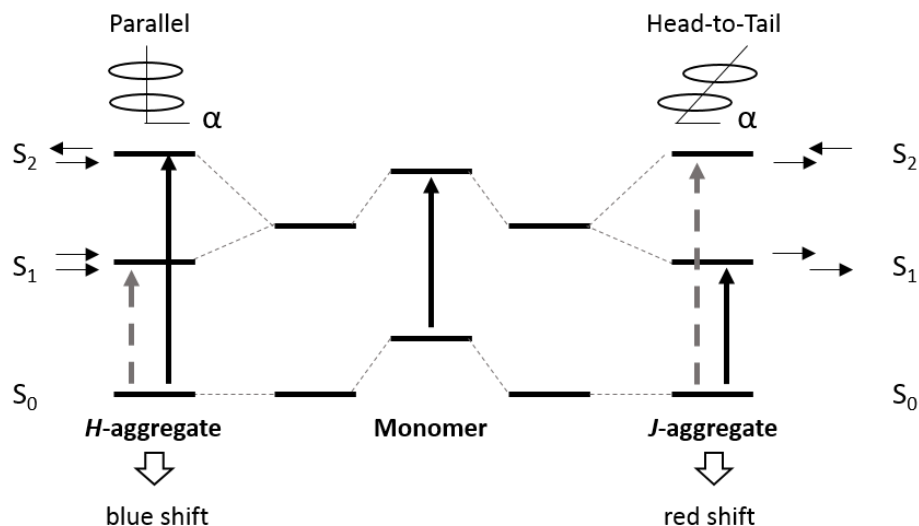 Parallel
Head-to-Tail
α
α
S2
S2
S1
S1
S0
S0
H-aggregate
Monomer
J-aggregate
blue shift
red shift